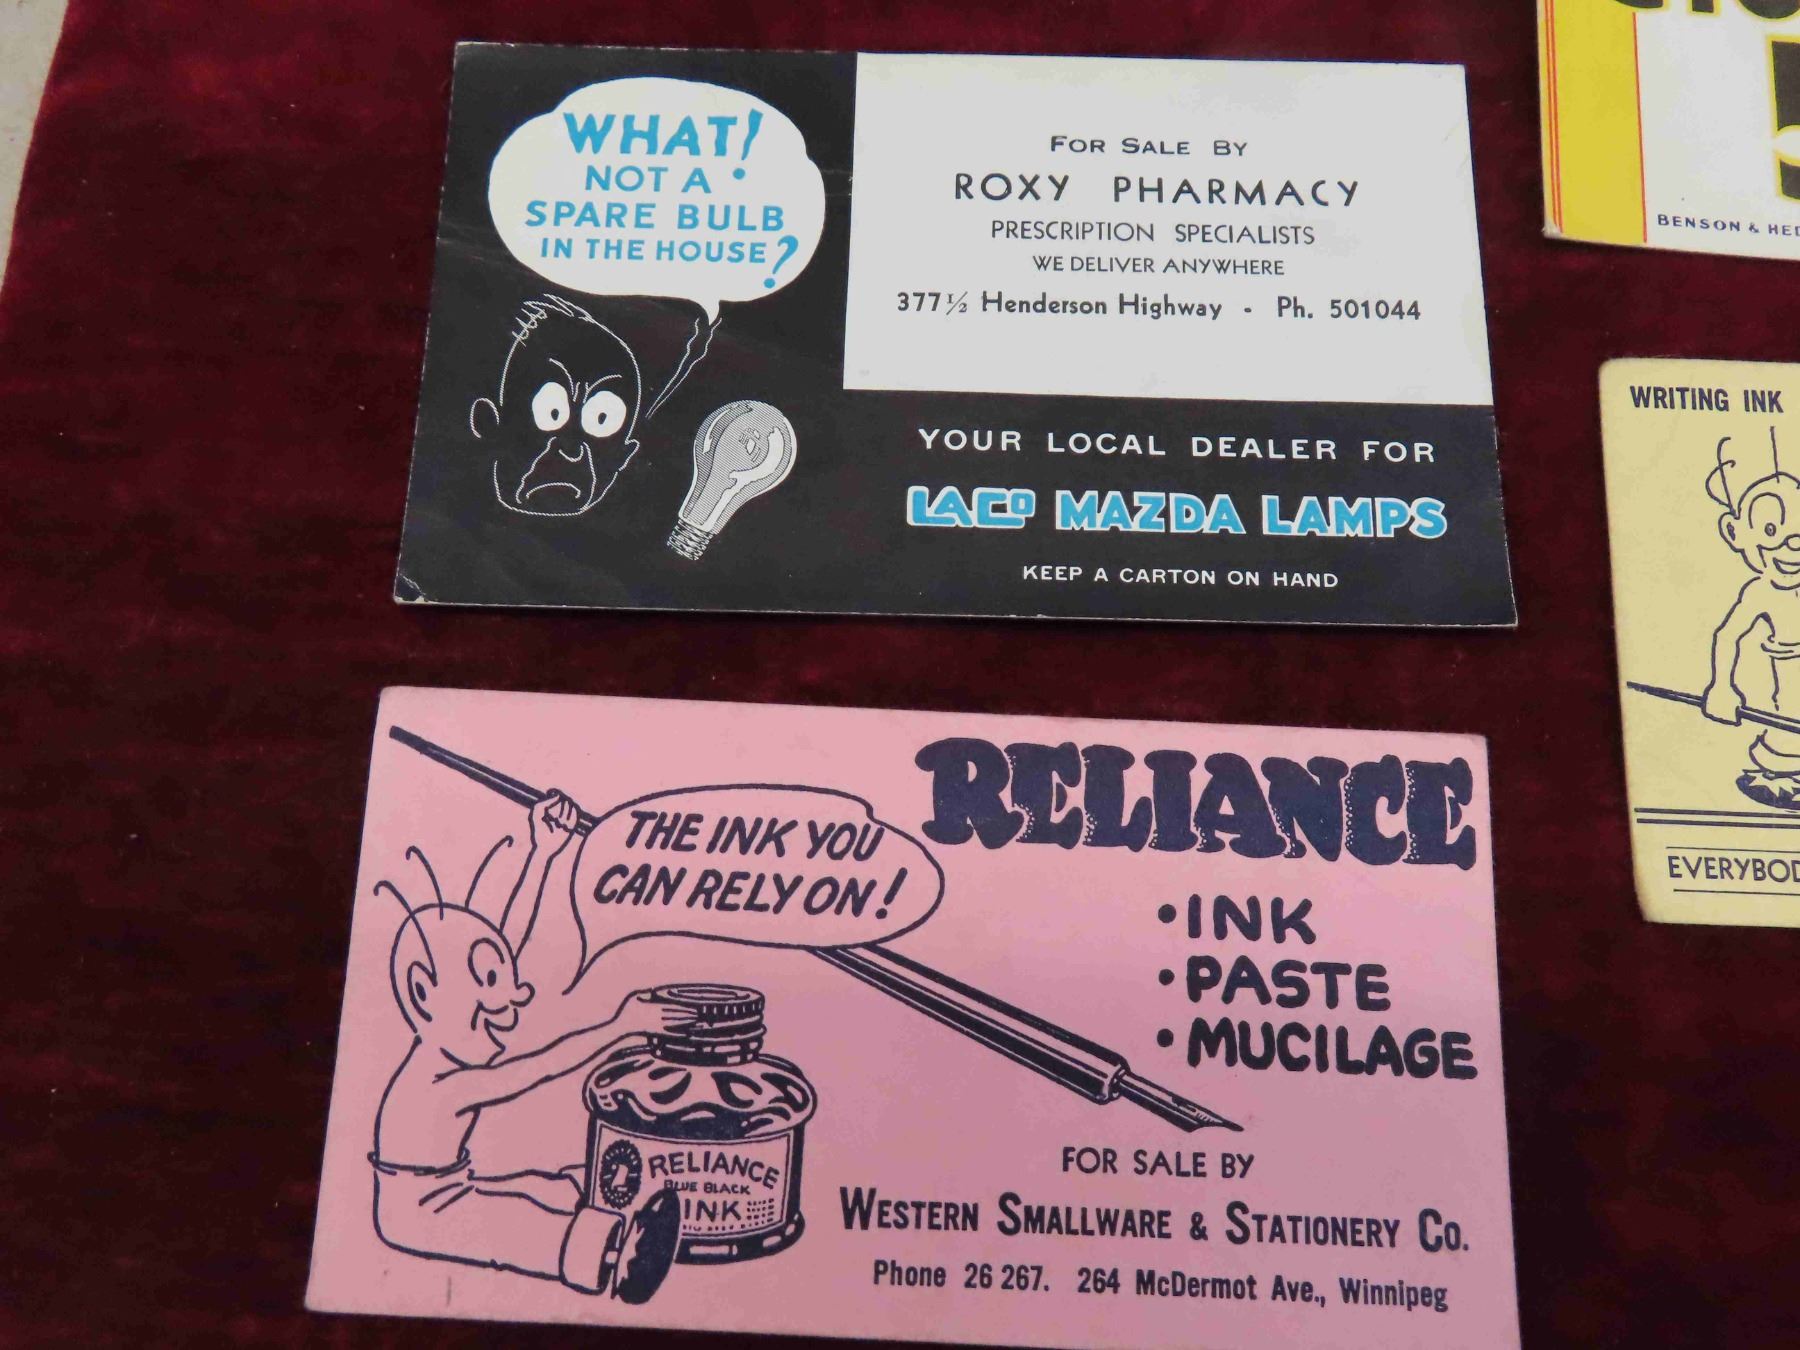 WHAT!
NOT A
SPARE BULB
IN THE HOUSE?
FOR SALE BY
ROXY PHARMACY
PRESCRIPTION SPECIALISTS
WE DELIVER ANYWHERE
377 1/2 Henderson Highway - Ph. 501044
YOUR LOCAL DEALER FOR
LACO MAZDA LAMPS
KEEP A CARTON ON HAND
BENSON & HED
WRITING INK
EVERYBOD
RELIANCE
THE INK YOU
CAN RELY ON!
• INK
• PASTE
• MUCILAGE
RELIANCE
BLUE BLACK
INK
FOR SALE BY
WESTERN SMALLWARE & STATIONERY CO.
Phone 26 267. 264 McDermot Ave., Winnipeg